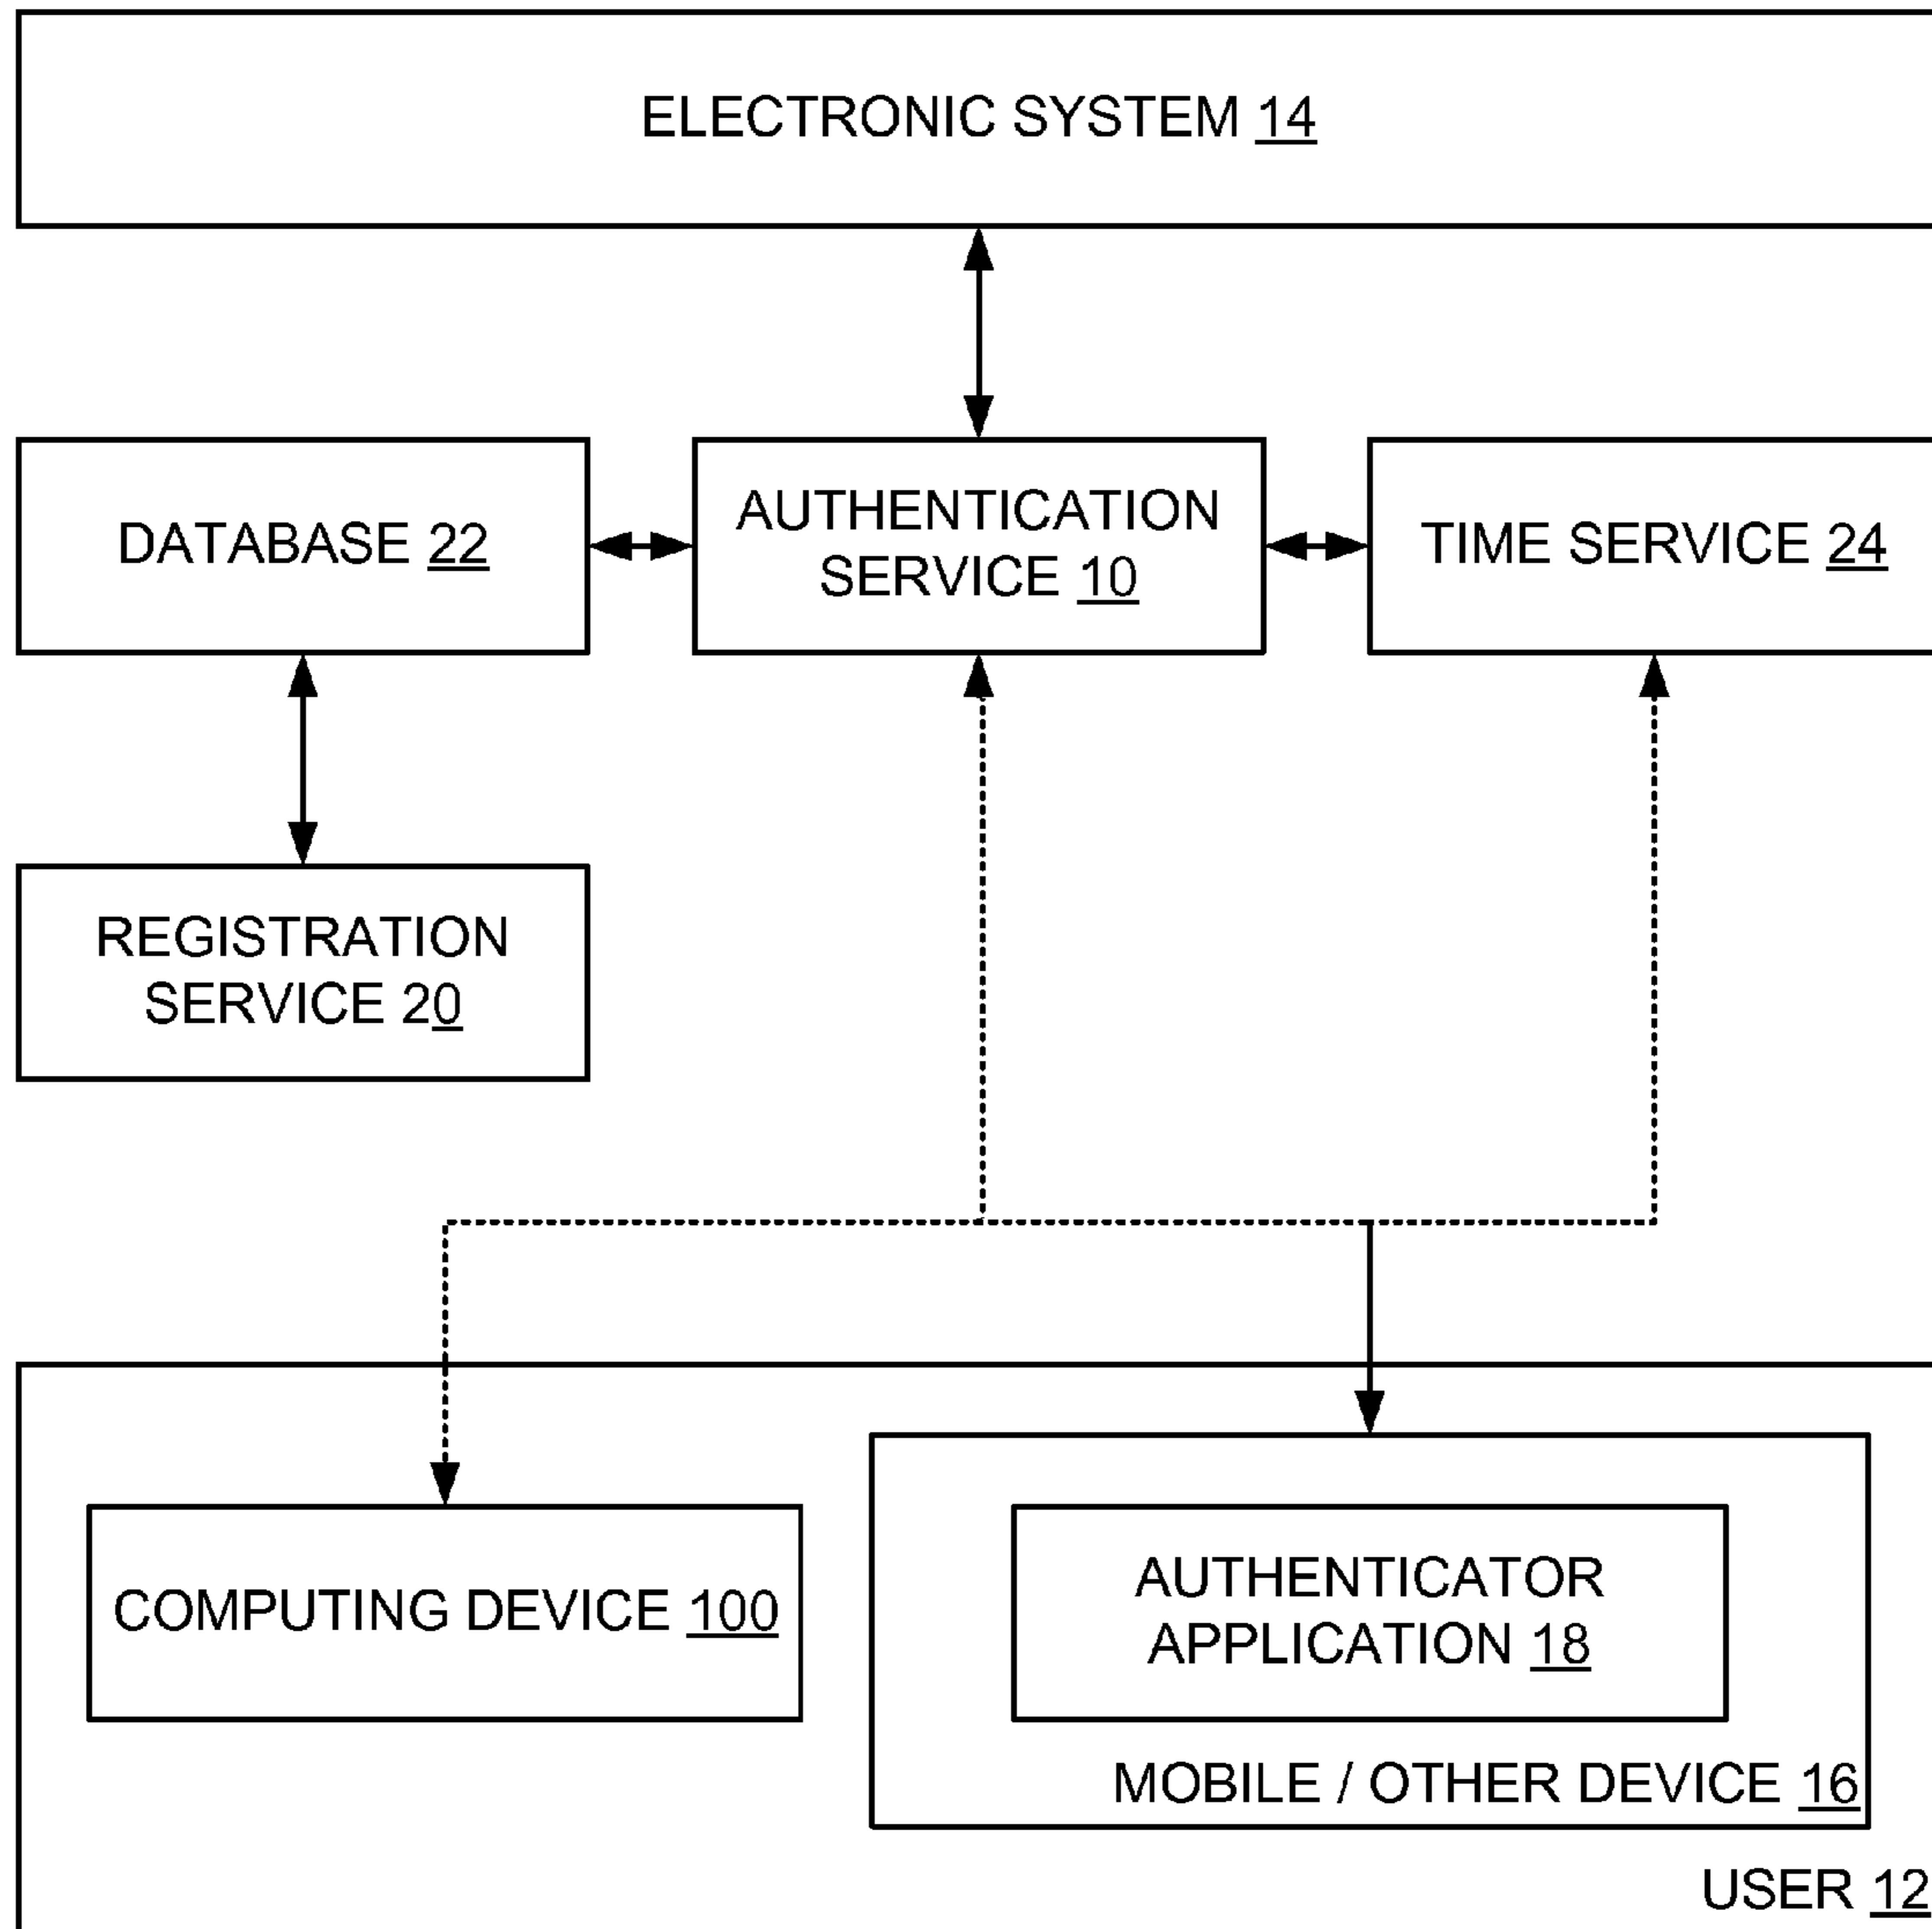 ELECTRONIC SYSTEM 14
DATABASE 22
AUTHENTICATION
SERVICE 10
TIME SERVICE 24
REGISTRATION
SERVICE 20
COMPUTING DEVICE 100
AUTHENTICATOR
APPLICATION 18
MOBILE / OTHER DEVICE 16
USER 12